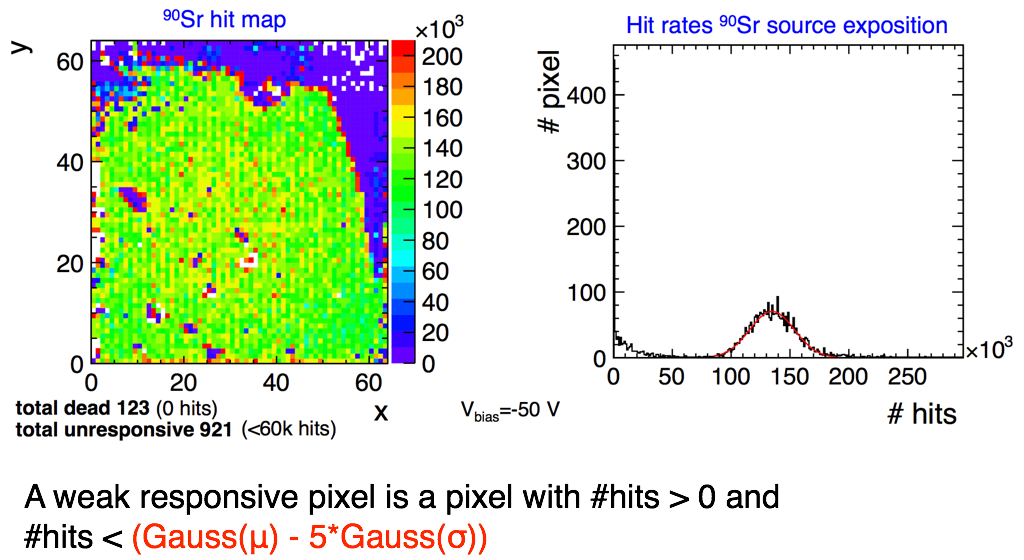 ⁹⁰Sr hit map
×10³
y
60
40
20
0
0
20
40
60
x
200
180
160
140
120
100
80
60
40
20
0
total dead 123 (0 hits)
total unresponsive 921 (<60k hits)
V_bias=-50 V
Hit rates ⁹⁰Sr source exposition
# pixel
400
300
200
100
0
0
50
100
150
200
250
×10³
# hits
A weak responsive pixel is a pixel with #hits > 0 and
#hits < (Gauss(μ) - 5*Gauss(σ))